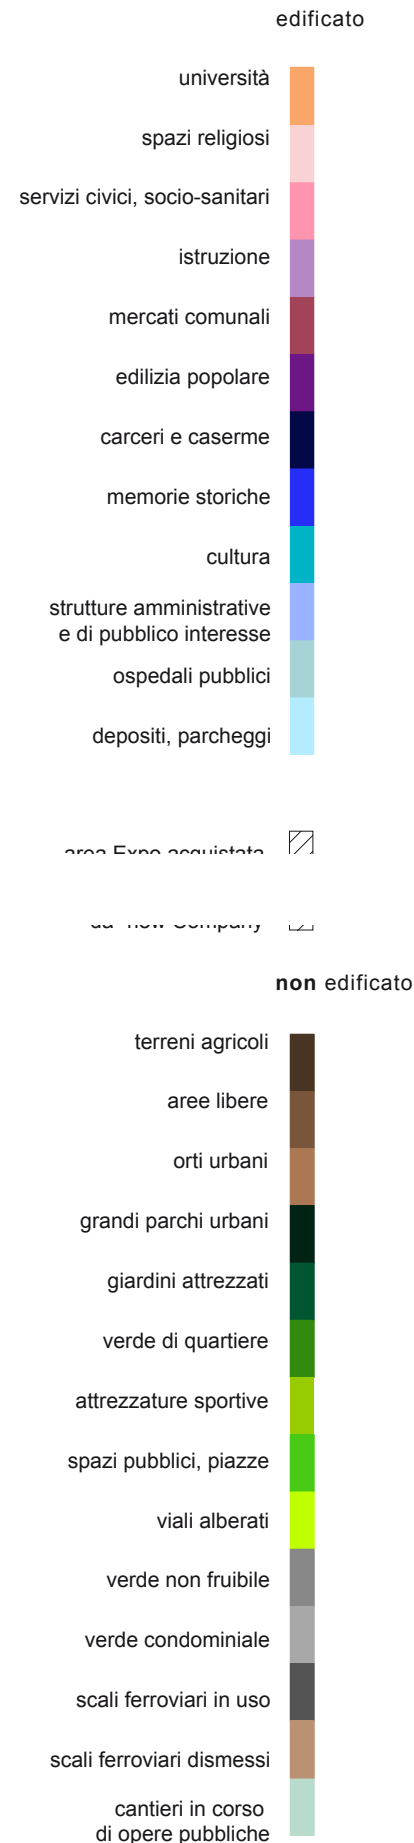 edificato
università
spazi religiosi
servizi civici, socio-sanitari
istruzione
mercati comunali
edilizia popolare
carceri e caserme
memorie storiche
cultura
strutture amministrative
e di pubblico interesse
ospedali pubblici
depositi, parcheggi
area Expo acquistata
non edificato
terreni agricoli
aree libere
orti urbani
grandi parchi urbani
giardini attrezzati
verde di quartiere
attrezzature sportive
spazi pubblici, piazze
viali alberati
verde non fruibile
verde condominiale
scali ferroviari in uso
scali ferroviari dismessi
cantieri in corso
di opere pubbliche